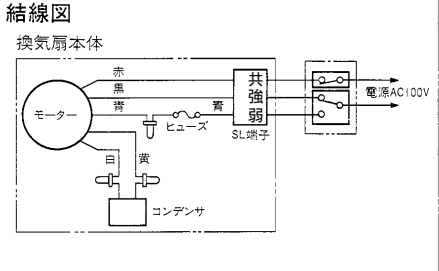 結線図
換気扇本体
赤
黒
青
青
モーター
ヒューズ
共
強
弱
SL端子
電源AC100V
白
黄
コンデンサ